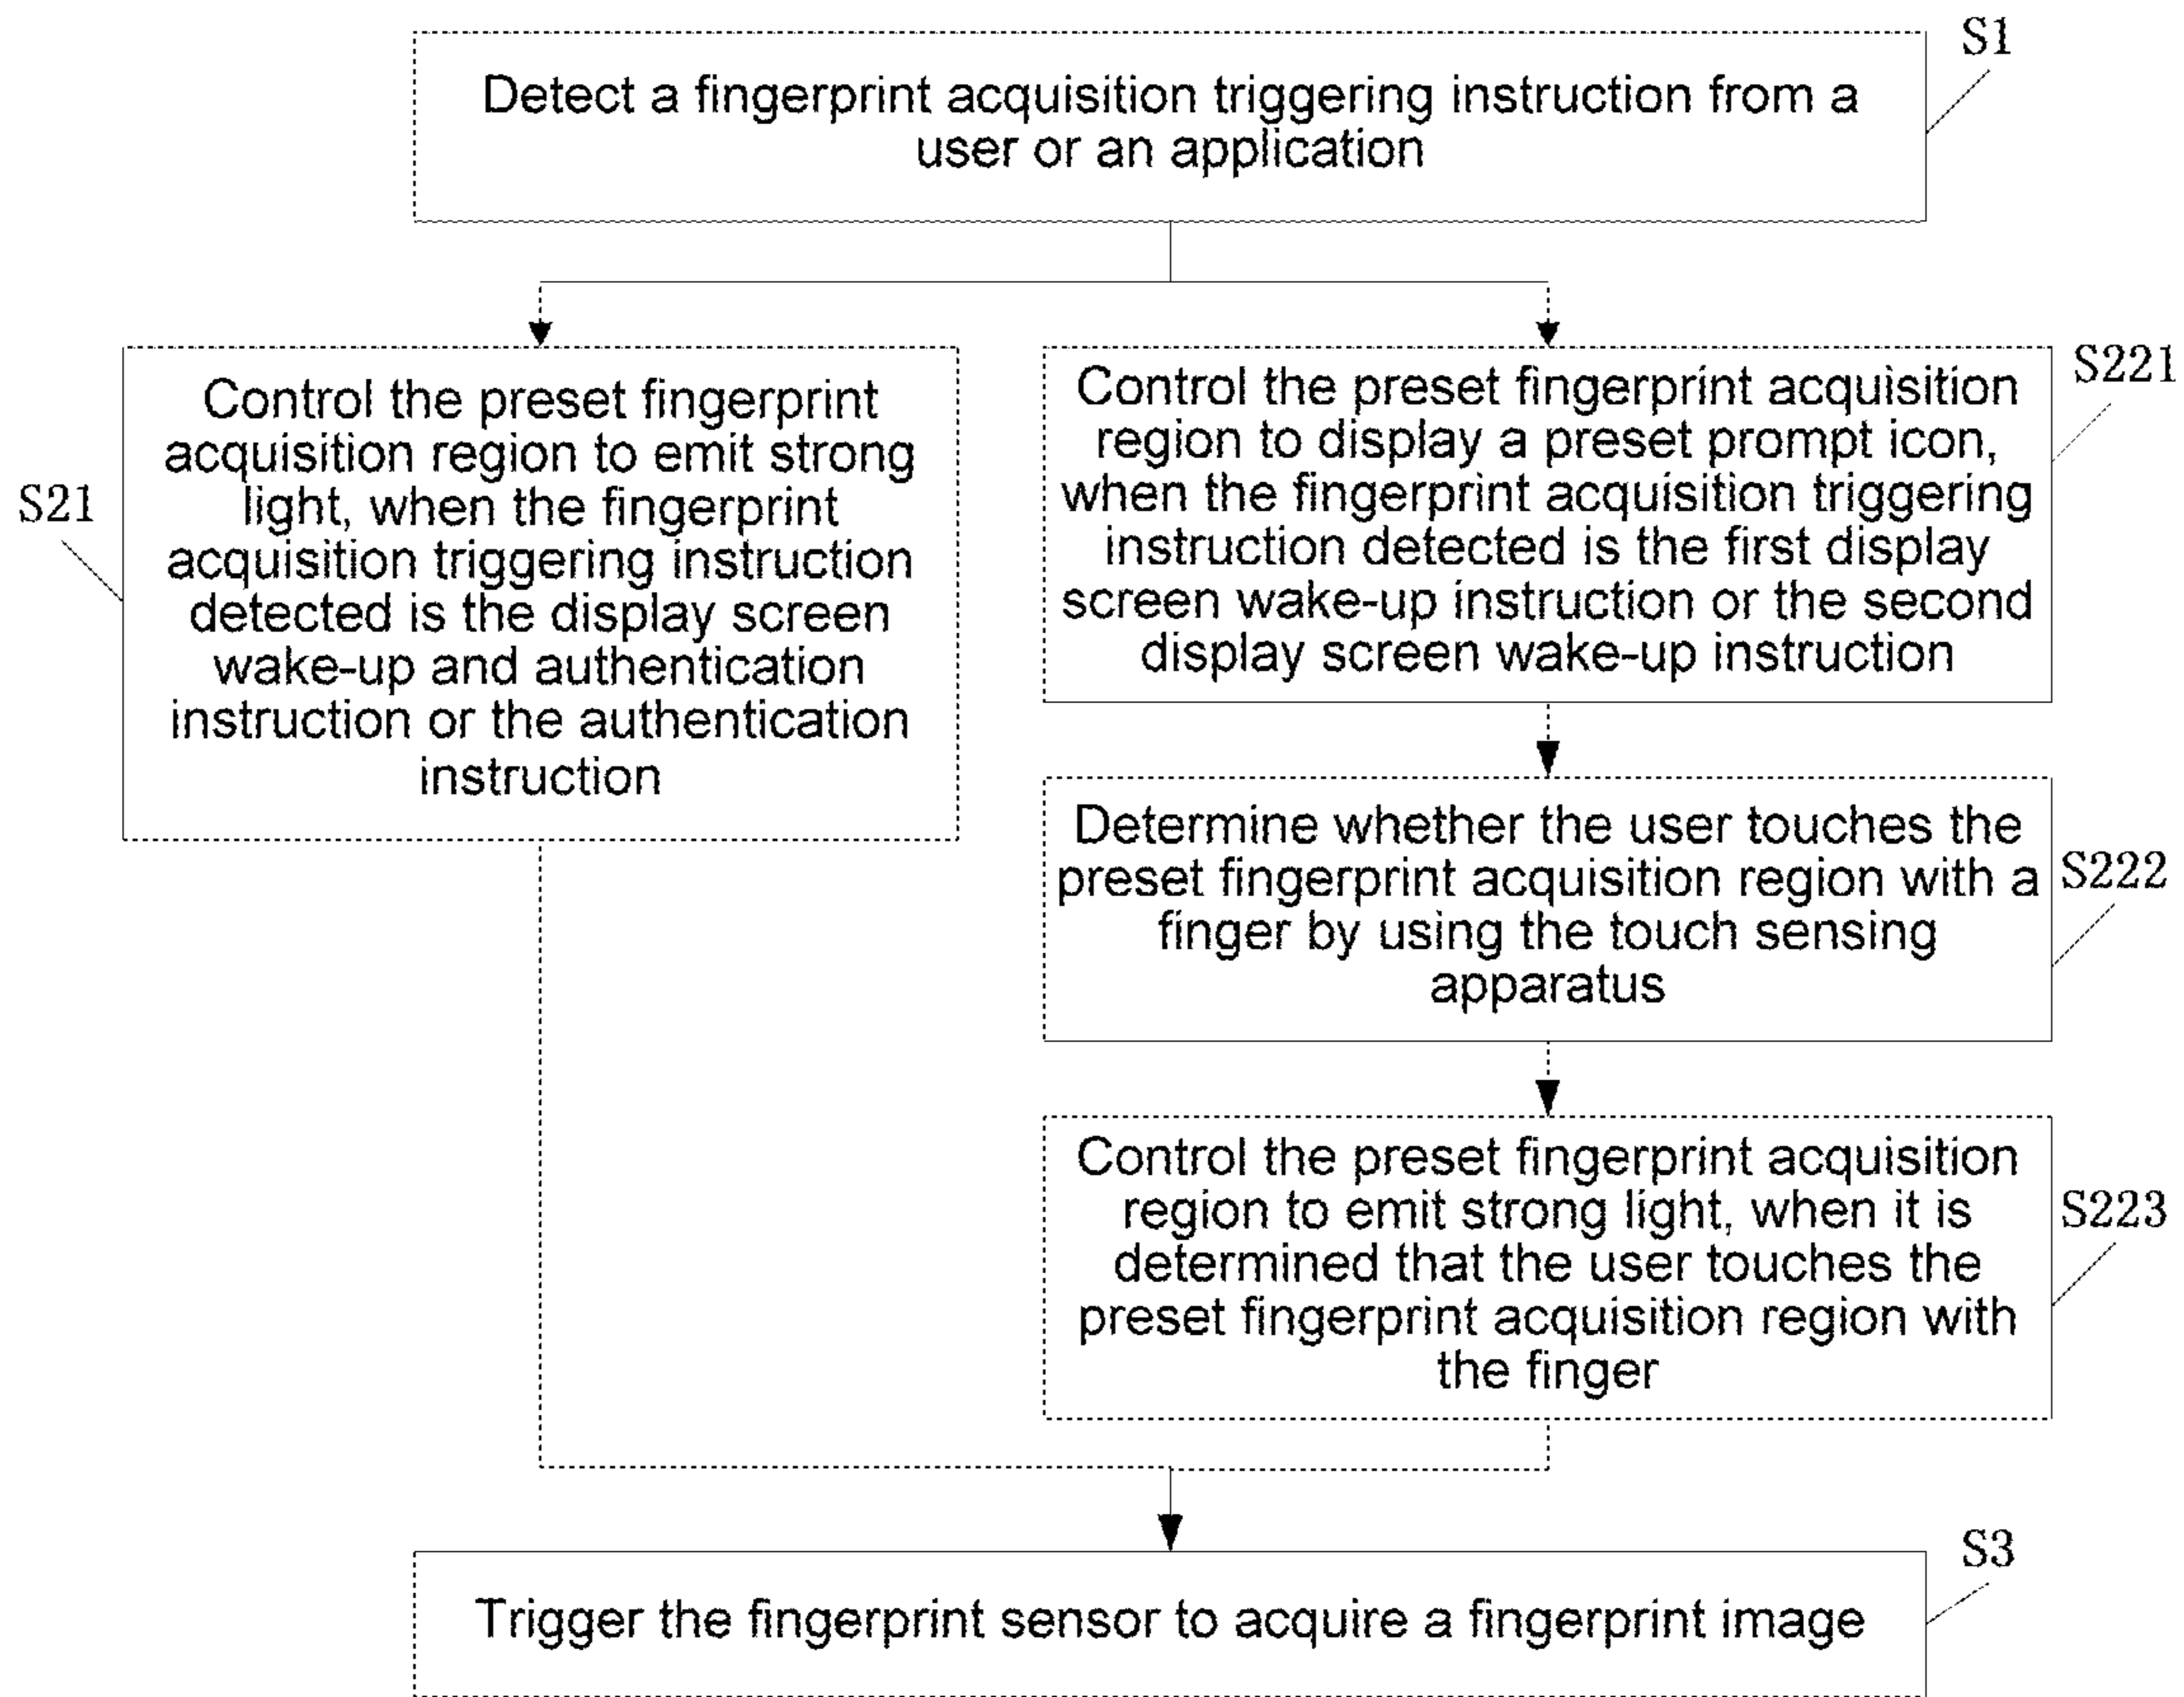 S1
Detect a fingerprint acquisition triggering instruction from a
user or an application
S21
Control the preset fingerprint
acquisition region to emit strong
light, when the fingerprint
acquisition triggering instruction
detected is the display screen
wake-up and authentication
instruction or the authentication
instruction
S221
Control the preset fingerprint acquisition
region to display a preset prompt icon,
when the fingerprint acquisition triggering
instruction detected is the first display
screen wake-up instruction or the second
display screen wake-up instruction
S222
Determine whether the user touches the
preset fingerprint acquisition region with a
finger by using the touch sensing
apparatus
S223
Control the preset fingerprint acquisition
region to emit strong light, when it is
determined that the user touches the
preset fingerprint acquisition region with
the finger
S3
Trigger the fingerprint sensor to acquire a fingerprint image